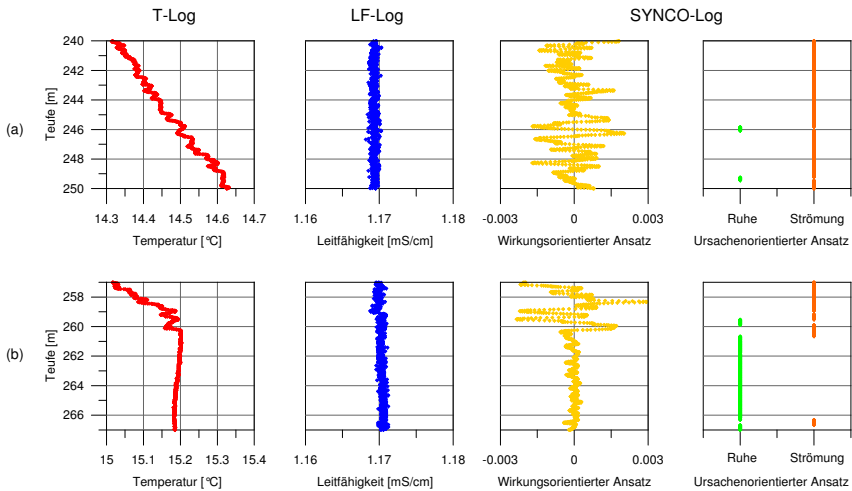 T-Log LF-Log SYNCO-Log
(a)
Teufe [m]
240
242
244
246
248
250
14.3 14.4 14.5 14.6 14.7
Temperatur [°C]
1.16 1.17 1.18
Leitfähigkeit [mS/cm]
-0.003 0 0.003
Wirkungsorientierter Ansatz
Ruhe Strömung
Ursachenorientierter Ansatz
(b)
Teufe [m]
258
260
262
264
266
15 15.1 15.2 15.3 15.4
Temperatur [°C]
1.16 1.17 1.18
Leitfähigkeit [mS/cm]
-0.003 0 0.003
Wirkungsorientierter Ansatz
Ruhe Strömung
Ursachenorientierter Ansatz